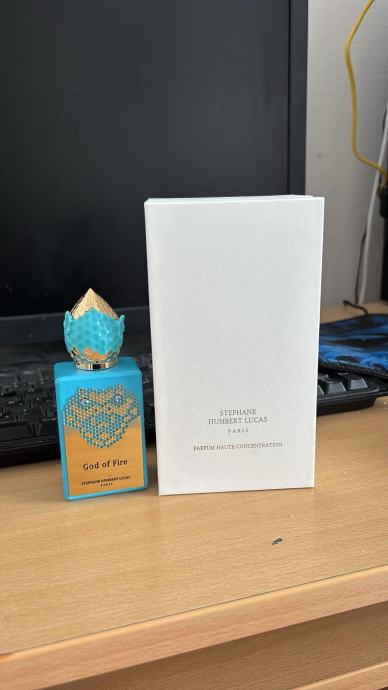 God of Fire
STEPHANE HUMBERT LUCAS
PARIS
STEPHANE
HUMBERT LUCAS
PARIS
PARFUM HAUTE CONCENTRATION